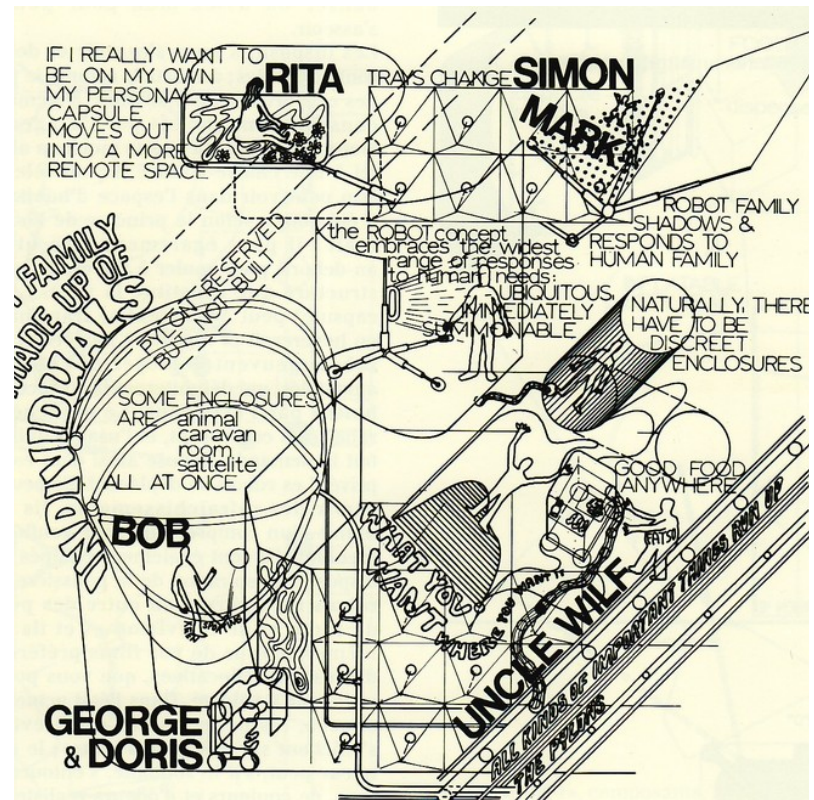 IF I REALLY WANT TO
BE ON MY OWN
MY PERSONAL
CAPSULE
MOVES OUT
INTO A MORE
REMOTE SPACE
RITA
TRAYS CHANGE
SIMON
MARK
ROBOT FAMILY
SHADOWS &
RESPONDS TO
HUMAN FAMILY
the ROBOT concept
embraces the widest
range of responses
to human needs:
UBIQUITOUS,
IMMEDIATELY
SUMMONABLE
NATURALLY, THERE
HAVE TO BE
DISCREET
ENCLOSURES
FAMILY
MADE UP OF
INDIVIDUALS
PYLON RESERVED
BUT NOT BUILT
SOME ENCLOSURES
ARE animal
caravan
room
sattelite
ALL AT ONCE
BOB
GOOD FOOD
ANYWHERE
FATSO
WHAT YOU
WANT
WHERE YOU WANT IT
UNCLE WILF
GEORGE
& DORIS
ALL KINDS OF IMPORTANT THINGS RUN UP
THE PYLONS